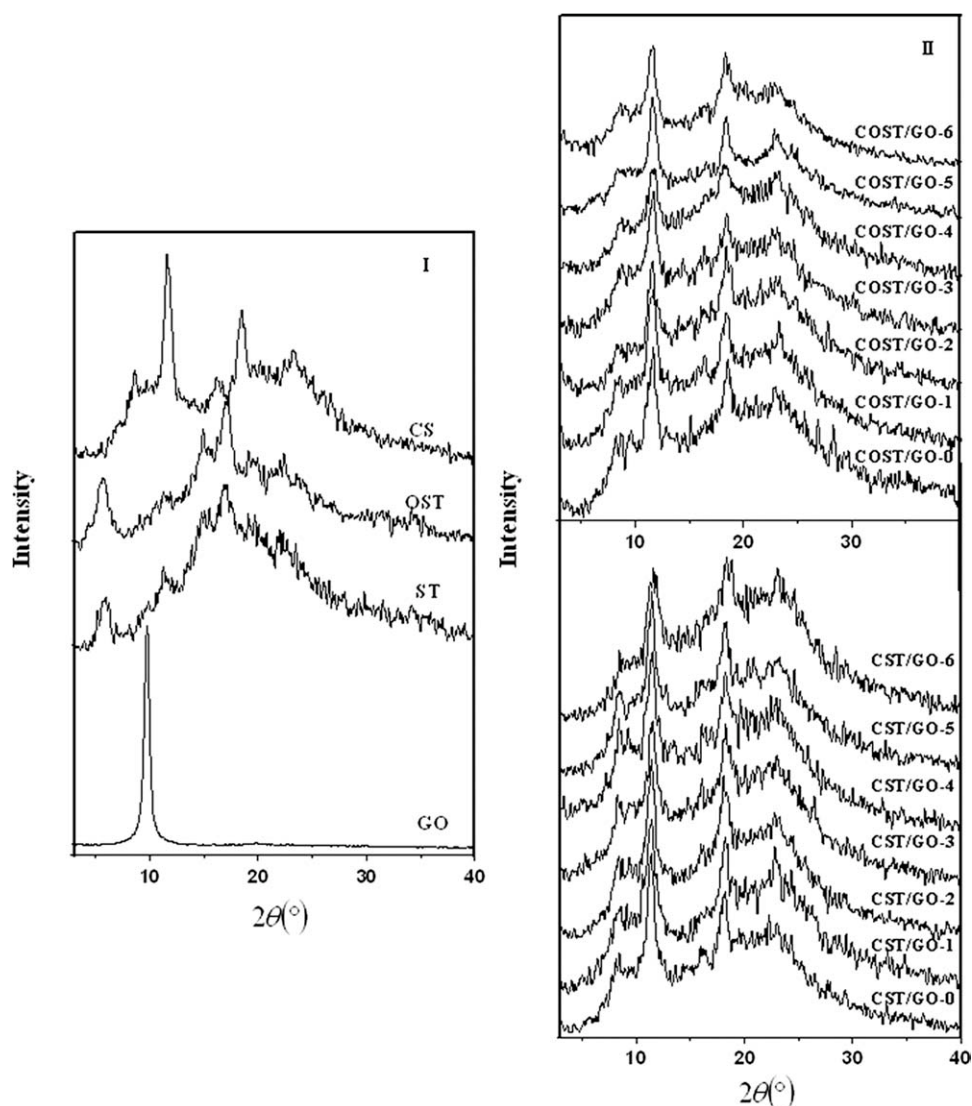 I
CS
OST
ST
GO
Intensity
10 20 30 40
2θ(°)
II
COST/GO-6
COST/GO-5
COST/GO-4
COST/GO-3
COST/GO-2
COST/GO-1
COST/GO-0
Intensity
10 20 30
CST/GO-6
CST/GO-5
CST/GO-4
CST/GO-3
CST/GO-2
CST/GO-1
CST/GO-0
10 20 30 40
2θ(°)